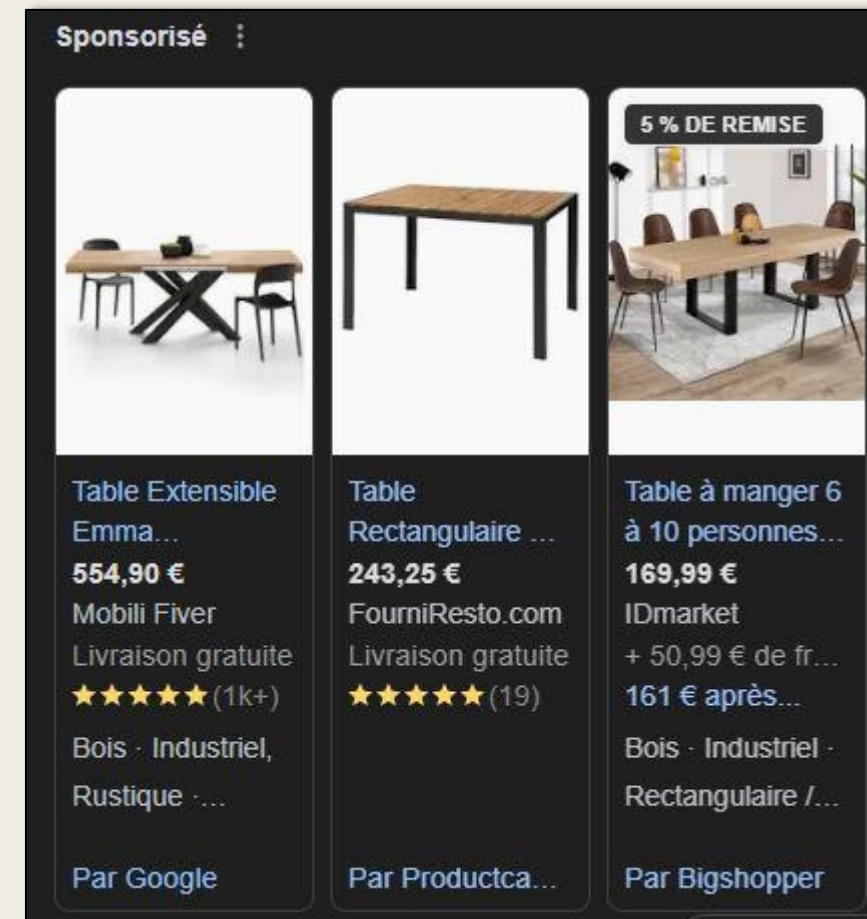 Sponsorisé
5 % DE REMISE
Table Extensible
Emma...
554,90 €
Mobili Fiver
Livraison gratuite
(1k+)
Bois · Industriel,
Rustique ·...
Par Google
Table
Rectangulaire ...
243,25 €
FourniResto.com
Livraison gratuite
(19)
Par Productca...
Table à manger 6
à 10 personnes...
169,99 €
IDmarket
+ 50,99 € de fr...
161 € après...
Bois · Industriel ·
Rectangulaire /...
Par Bigshopper